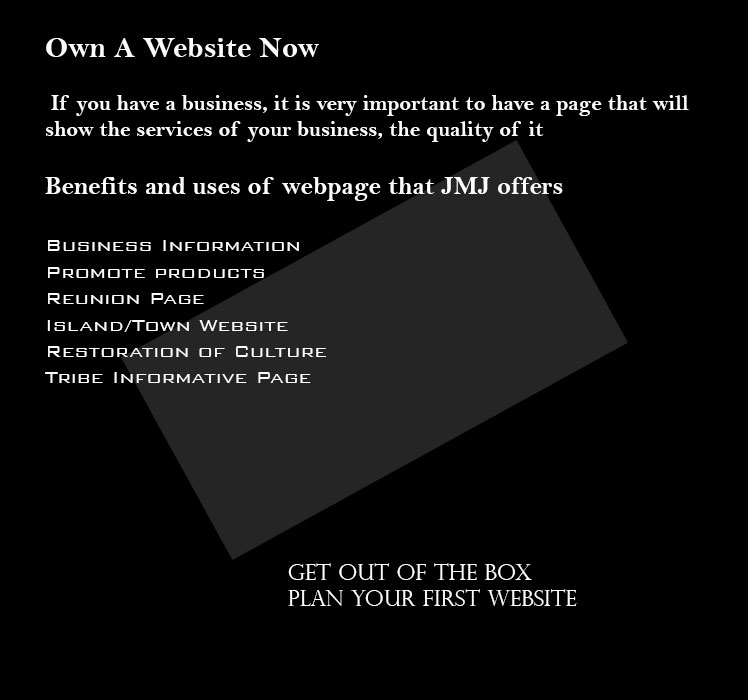 Own A Website Now
If you have a business, it is very important to have a page that will
show the services of your business, the quality of it
Benefits and uses of webpage that JMJ offers
Business Information
Promote products
Reunion Page
Island/Town Website
Restoration of Culture
Tribe Informative Page
GET OUT OF THE BOX
PLAN YOUR FIRST WEBSITE